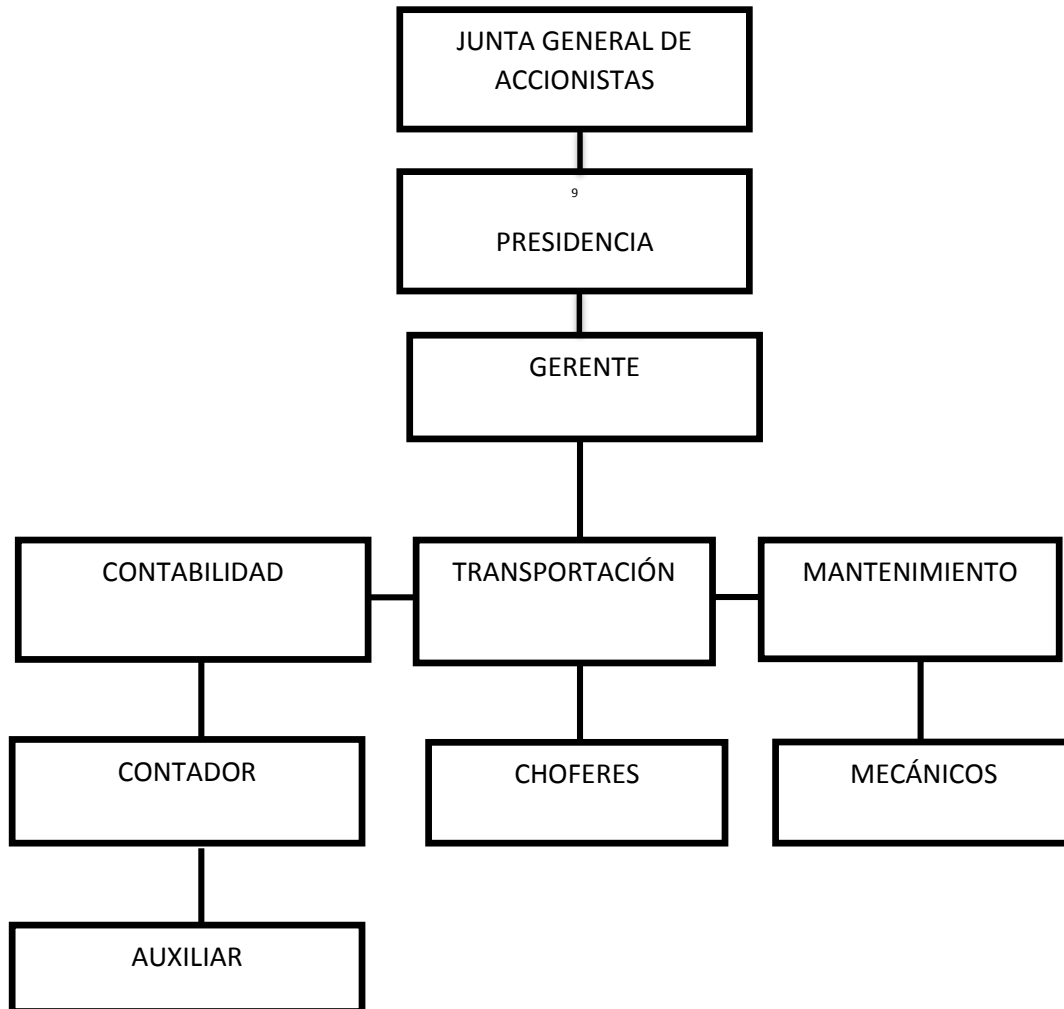 JUNTA GENERAL DE
ACCIONISTAS
9
PRESIDENCIA
GERENTE
CONTABILIDAD
TRANSPORTACIÓN
MANTENIMIENTO
CONTADOR
CHOFERES
MECÁNICOS
AUXILIAR